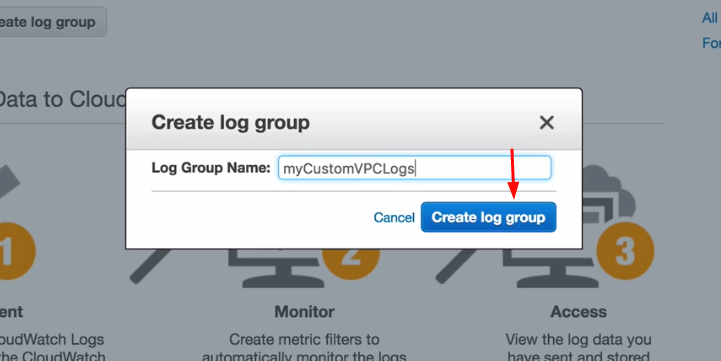 eate log group
All
For
Data to Cloud
Create log group
Log Group Name: myCustomVPCLogs
Cancel Create log group
1
2
3
ent
Monitor
Access
oudWatch Logs
Create metric filters to
View the log data you
the CloudWatch
automatically monitor the logs
have sent and stored